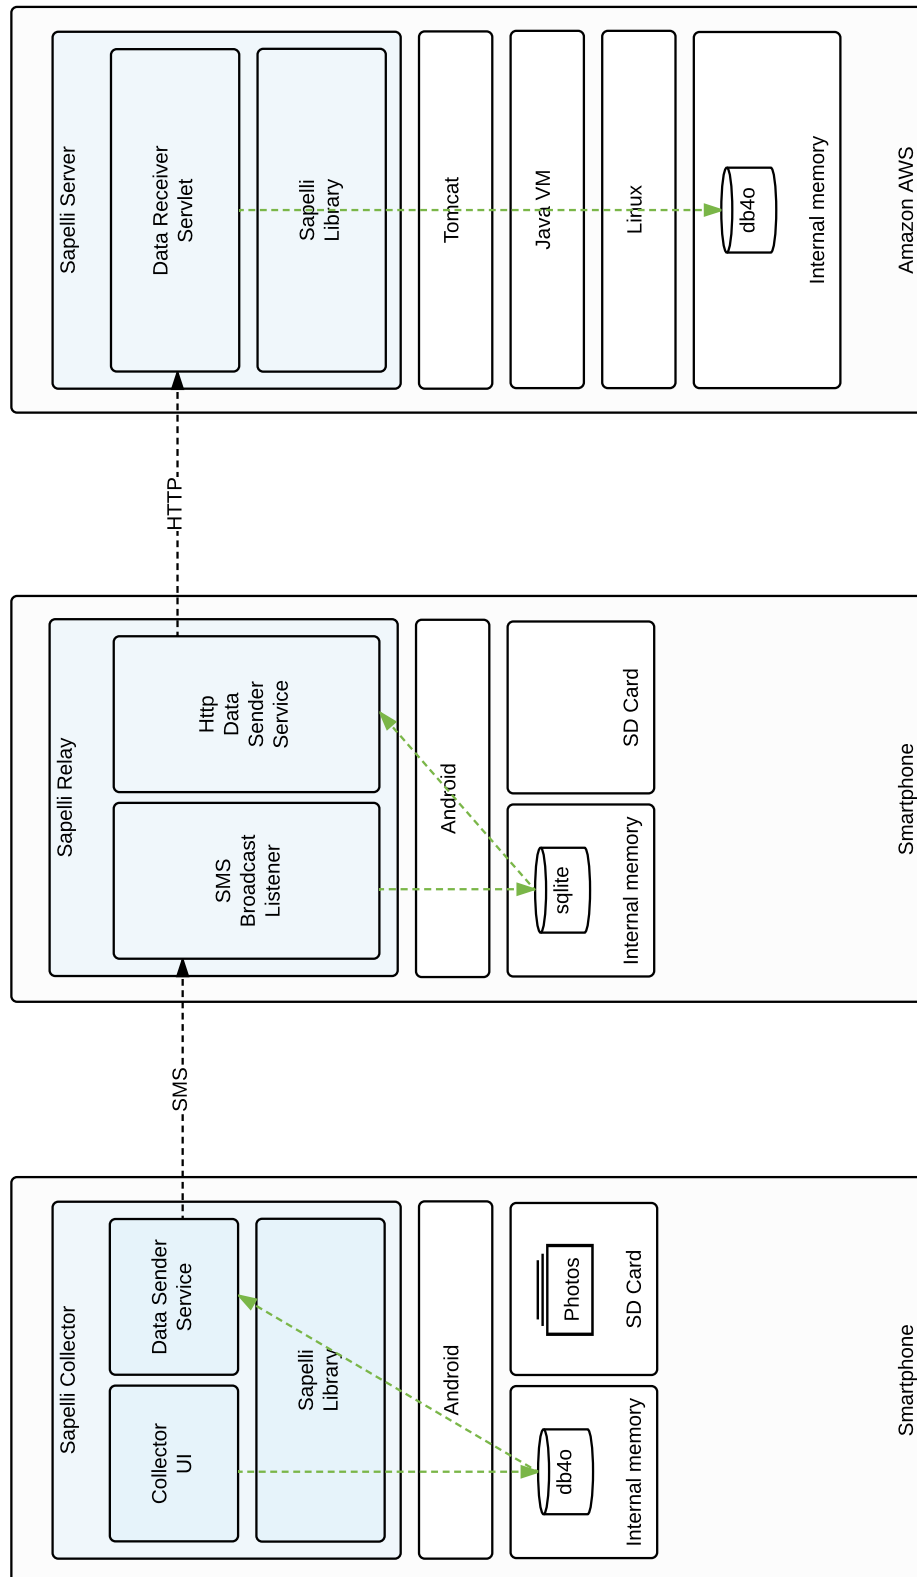 Sapelli Collector
Collector
UI
Data Sender
Service
Sapelli
Library
Android
db4o
Internal memory
Photos
SD Card
Smartphone
SMS
Sapelli Relay
SMS
Broadcast
Listener
Http
Data
Sender
Service
Android
sqlite
Internal memory
SD Card
Smartphone
HTTP
Sapelli Server
Data Receiver
Servlet
Sapelli
Library
Tomcat
Java VM
Linux
db4o
Internal memory
Amazon AWS